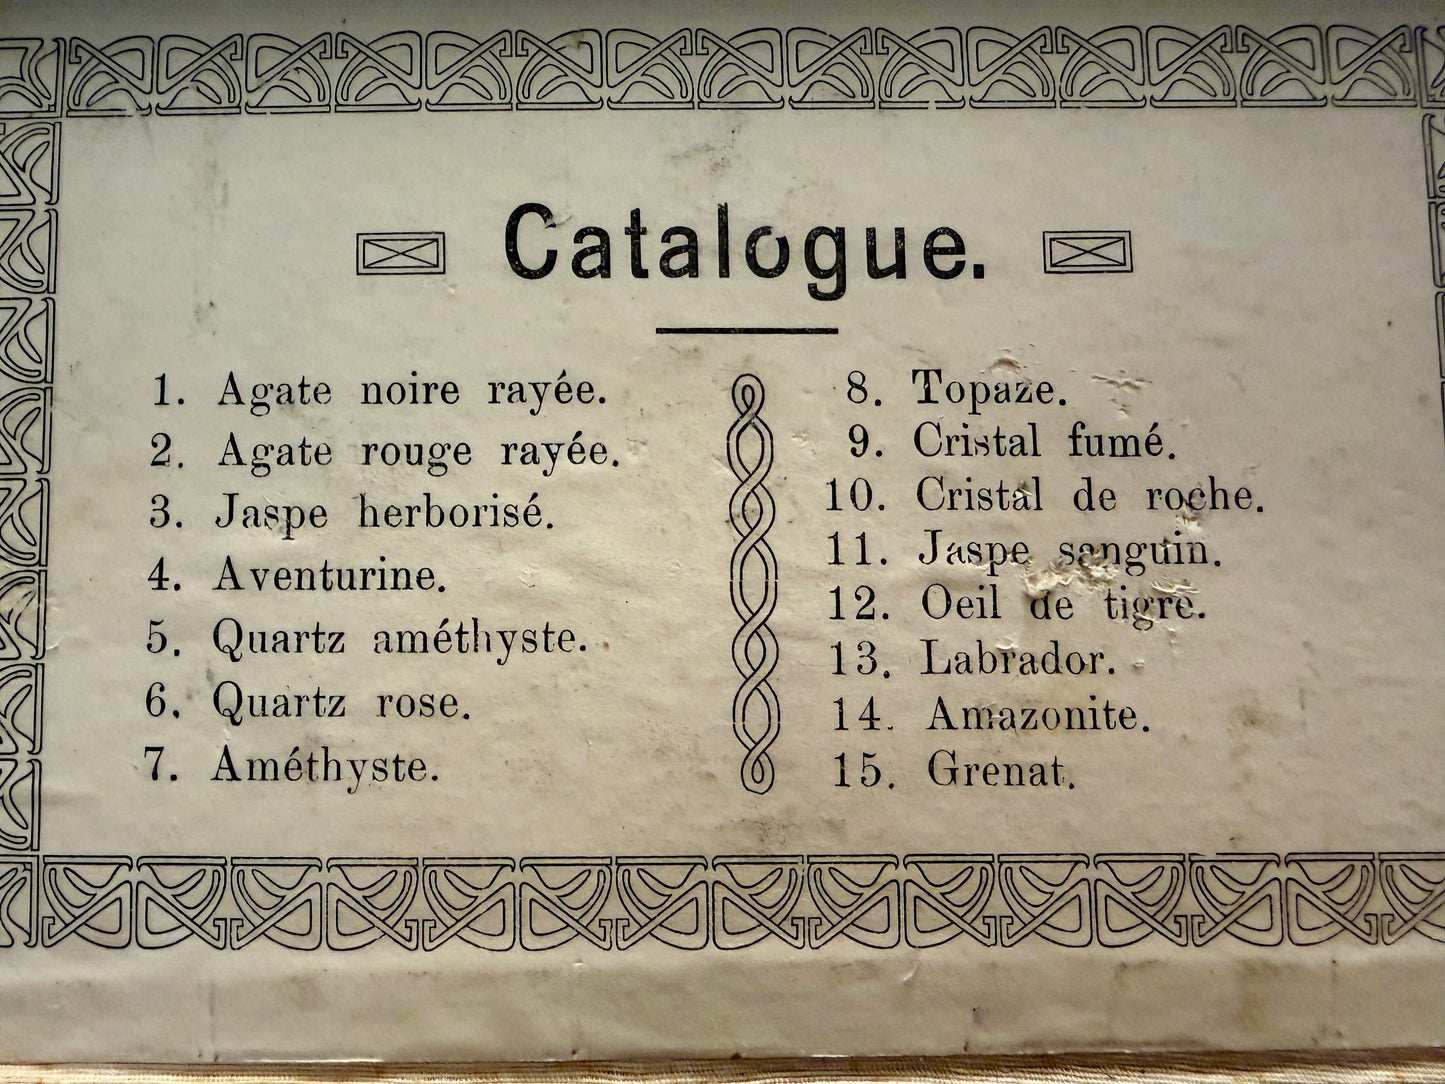 Catalogue.
1. Agate noire rayée.
2. Agate rouge rayée.
3. Jaspe herborisé.
4. Aventurine.
5. Quartz améthyste.
6. Quartz rose.
7. Améthyste.
8. Topaze.
9. Cristal fumé.
10. Cristal de roche.
11. Jaspe sanguin.
12. Oeil de tigre.
13. Labrador.
14. Amazonite.
15. Grenat.